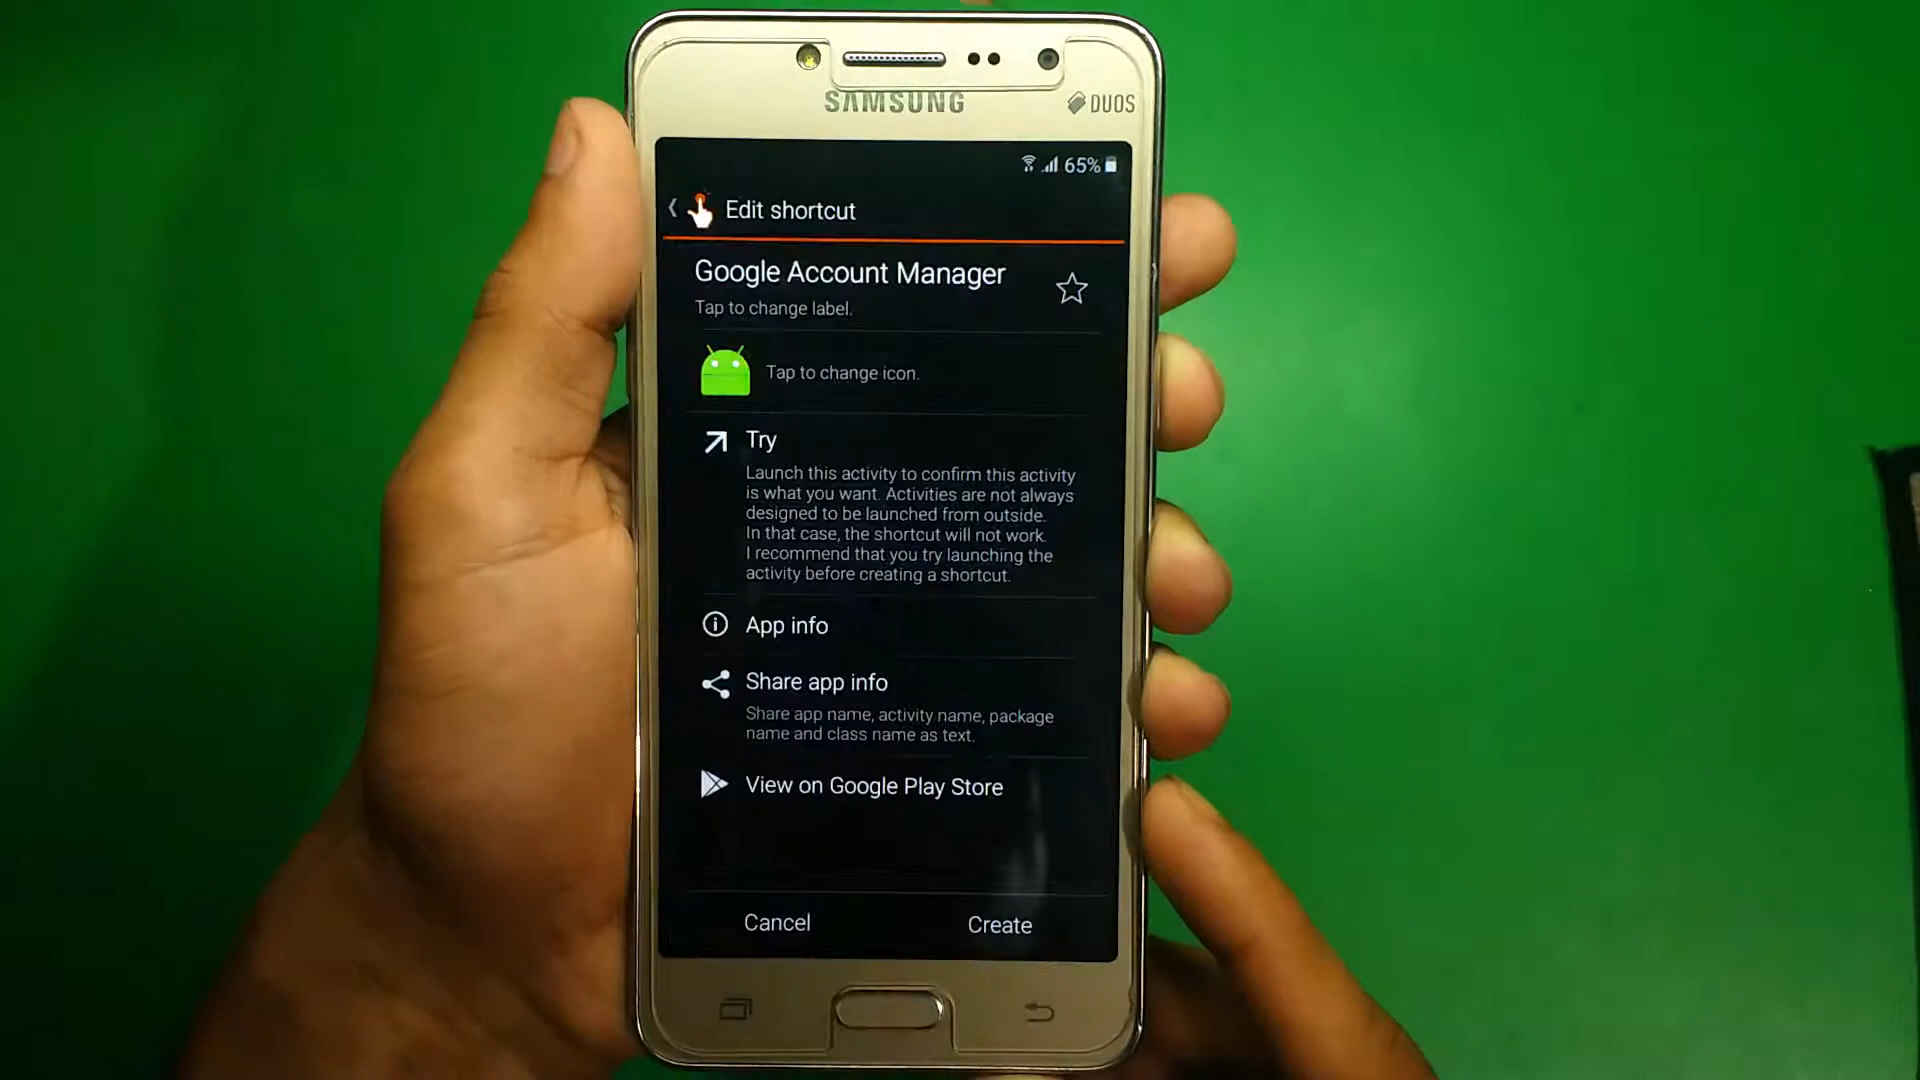 SAMSUNG
DUOS
65%
Edit shortcut
Google Account Manager
Tap to change label.
Tap to change icon.
Try
Launch this activity to confirm this activity
is what you want. Activities are not always
designed to be launched from outside.
In that case, the shortcut will not work.
I recommend that you try launching the
activity before creating a shortcut.
App info
Share app info
Share app name, activity name, package
name and class name as text.
View on Google Play Store
Cancel
Create